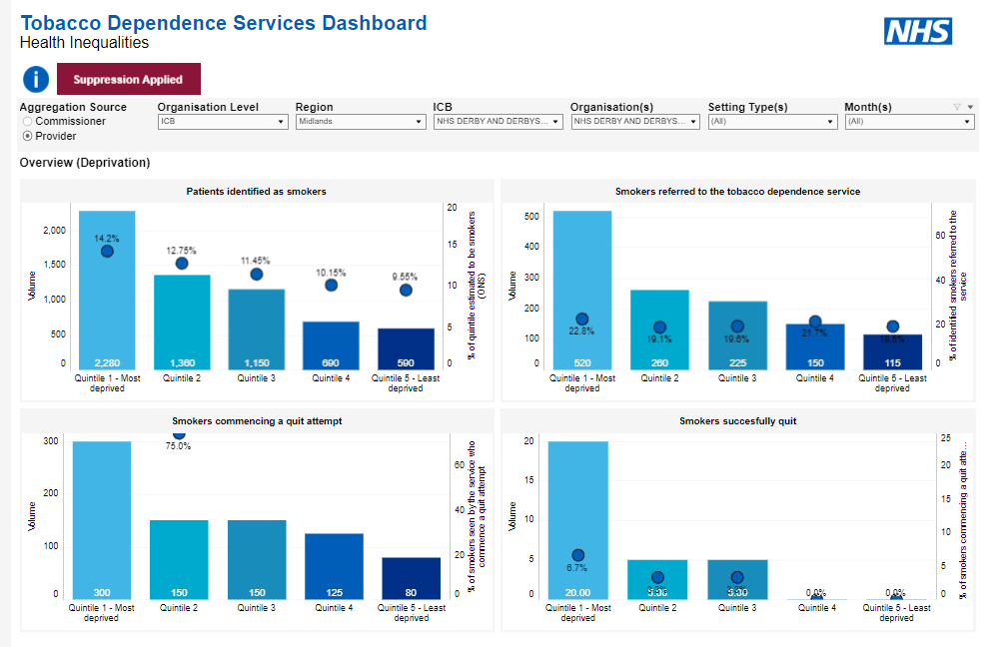 Tobacco Dependence Services Dashboard
Health Inequalities
NHS
i
Suppression Applied
Aggregation Source
Commissioner
Provider
Organisation Level
ICB
Region
Midlands
ICB
NHS DERBY AND DERBYS...
Organisation(s)
NHS DERBY AND DERBYS...
Setting Type(s)
(All)
Month(s)
(All)
Overview (Deprivation)
Patients identified as smokers
Volume
2,000
1,500
1,000
500
0
14.2%
12.75%
11.45%
10.15%
9.55%
2,280
1,360
1,150
690
590
20
15
10
5
0
% of quintile estimated to be smokers
(ONS)
Quintile 1 - Most
deprived
Quintile 2
Quintile 3
Quintile 4
Quintile 5 - Least
deprived
Smokers referred to the tobacco dependence service
Volume
500
400
300
200
100
0
22.8%
19.1%
19.6%
21.7%
520
260
225
150
115
60
40
20
0
% of identified smokers referred to the
service
Quintile 1 - Most
deprived
Quintile 2
Quintile 3
Quintile 4
Quintile 5 - Least
deprived
Smokers commencing a quit attempt
Volume
300
200
100
0
75.0%
300
150
150
125
80
60
40
20
0
% of smokers seen by the service who
commence a quit attempt
Quintile 1 - Most
deprived
Quintile 2
Quintile 3
Quintile 4
Quintile 5 - Least
deprived
Smokers succesfully quit
Volume
20
15
10
5
0
6.7%
0.0%
0.0%
20.00
5.00
5.00
25
20
15
10
5
0
% of smokers commencing a quit atte...
Quintile 1 - Most
deprived
Quintile 2
Quintile 3
Quintile 4
Quintile 5 - Least
deprived